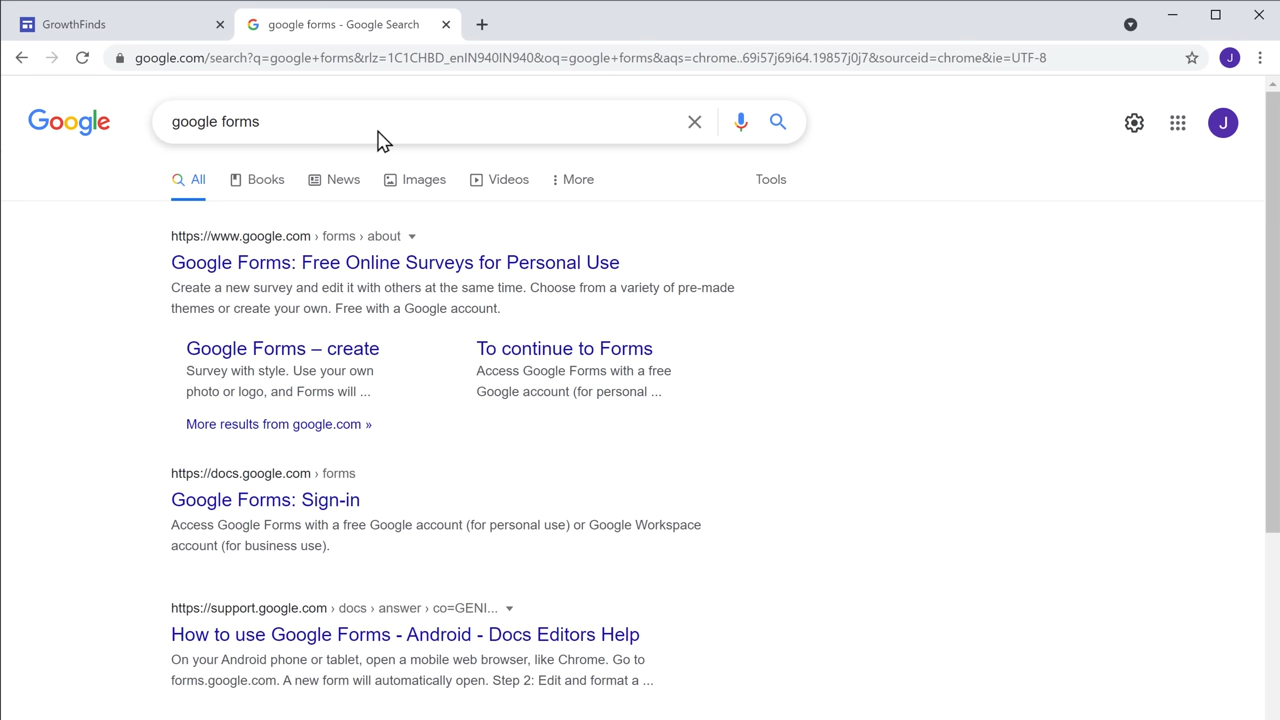 GrowthFinds
google forms - Google Search
google.com/search?q=google+forms&rlz=1C1CHBD_enIN940IN940&oq=google+forms&aqs=chrome..69i57j69i64.19857j0j7&sourceid=chrome&ie=UTF-8
J
Google
google forms
J
All
Books
News
Images
Videos
More
Tools
https://www.google.com › forms › about
Google Forms: Free Online Surveys for Personal Use
Create a new survey and edit it with others at the same time. Choose from a variety of pre-made
themes or create your own. Free with a Google account.
Google Forms – create
Survey with style. Use your own
photo or logo, and Forms will ...
To continue to Forms
Access Google Forms with a free
Google account (for personal ...
More results from google.com »
https://docs.google.com › forms
Google Forms: Sign-in
Access Google Forms with a free Google account (for personal use) or Google Workspace
account (for business use).
https://support.google.com › docs › answer › co=GENI...
How to use Google Forms - Android - Docs Editors Help
On your Android phone or tablet, open a mobile web browser, like Chrome. Go to
forms.google.com. A new form will automatically open. Step 2: Edit and format a ...